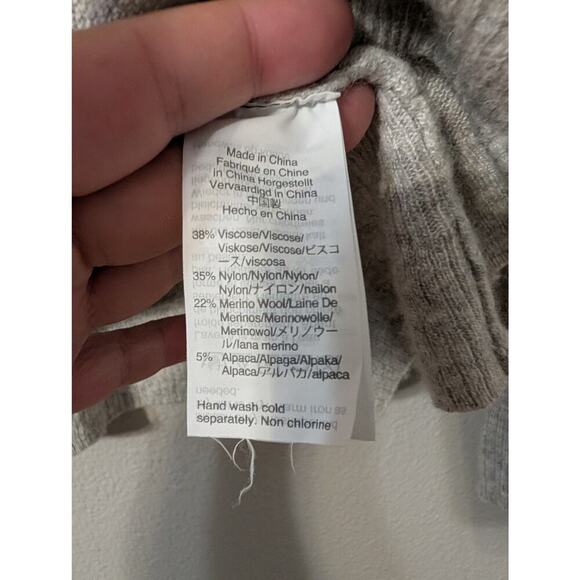 Made in China
Fabriqué en Chine
in China Hergestellt
Vervaardigd in China
中国製
Hecho en China
38% Viscose/Viscose/
Viskose/Viscose/ビスコ
ース/viscosa
35% Nylon/Nylon/Nylon/
Nylon/ナイロン/nailon
22% Merino Wool/Laine De
Merinos/Merinowolle/
Merinowol/メリノウー
ル/lana merino
5% Alpaca/Alpaga/Alpaka/
Alpaca/アルパカ/alpaca
Hand wash cold
separately. Non chlorine